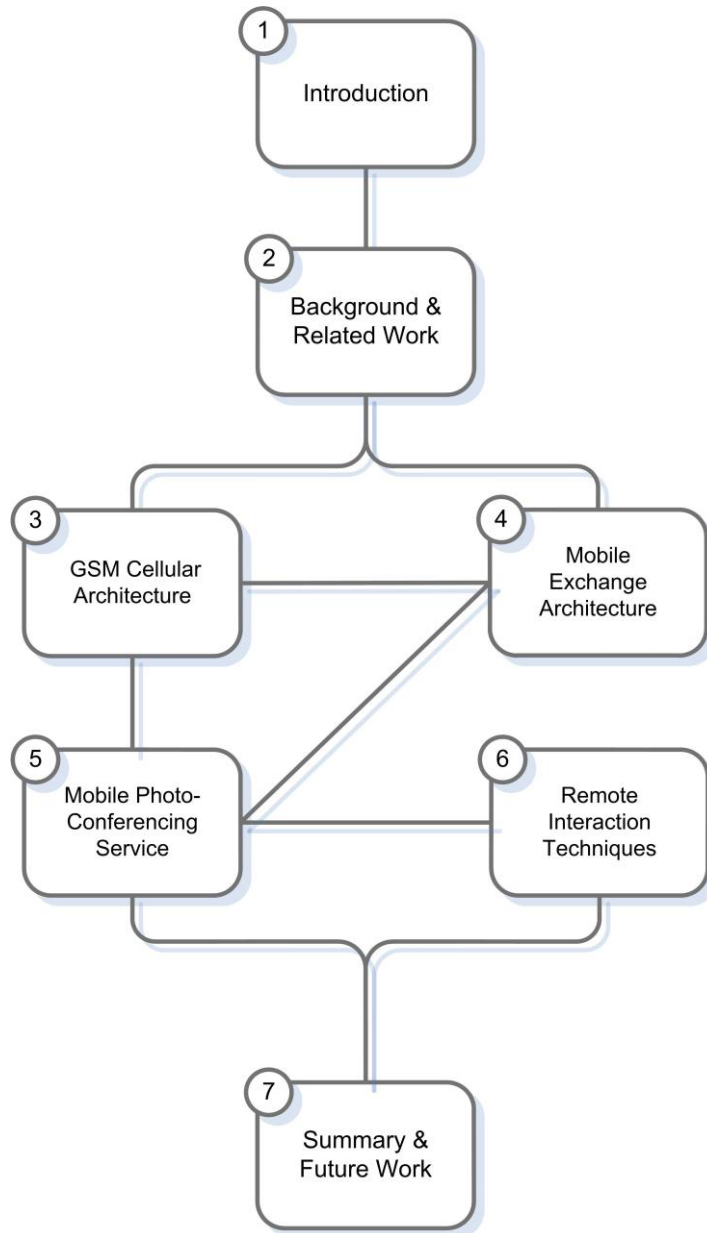 1
Introduction
2
Background &
Related Work
3
GSM Cellular
Architecture
4
Mobile
Exchange
Architecture
5
Mobile Photo-
Conferencing
Service
6
Remote
Interaction
Techniques
7
Summary &
Future Work